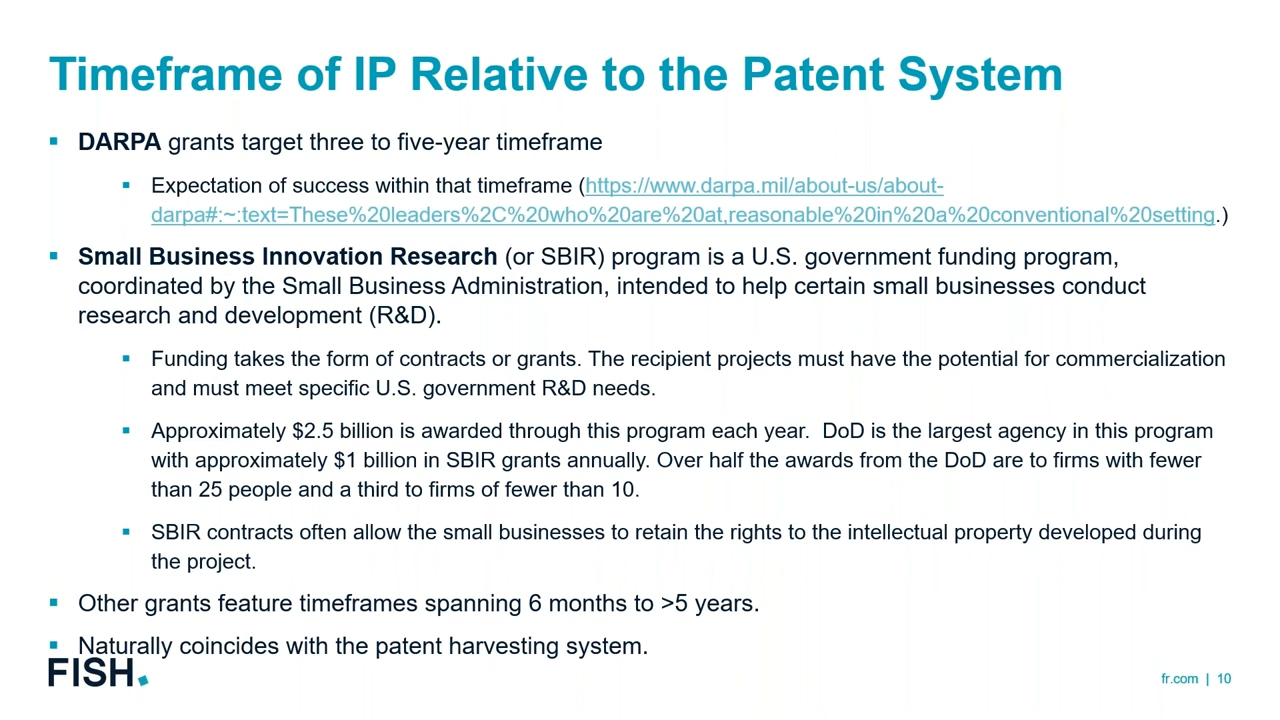 Timeframe of IP Relative to the Patent System
▪ DARPA grants target three to five-year timeframe
▪ Expectation of success within that timeframe (https://www.darpa.mil/about-us/about-
darpa#:~:text=These%20leaders%2C%20who%20are%20at,reasonable%20in%20a%20conventional%20setting.)
▪ Small Business Innovation Research (or SBIR) program is a U.S. government funding program,
coordinated by the Small Business Administration, intended to help certain small businesses conduct
research and development (R&D).
▪ Funding takes the form of contracts or grants. The recipient projects must have the potential for commercialization
and must meet specific U.S. government R&D needs.
▪ Approximately $2.5 billion is awarded through this program each year.  DoD is the largest agency in this program
with approximately $1 billion in SBIR grants annually. Over half the awards from the DoD are to firms with fewer
than 25 people and a third to firms of fewer than 10.
▪ SBIR contracts often allow the small businesses to retain the rights to the intellectual property developed during
the project.
▪ Other grants feature timeframes spanning 6 months to >5 years.
▪ Naturally coincides with the patent harvesting system.
FISH.
fr.com | 10